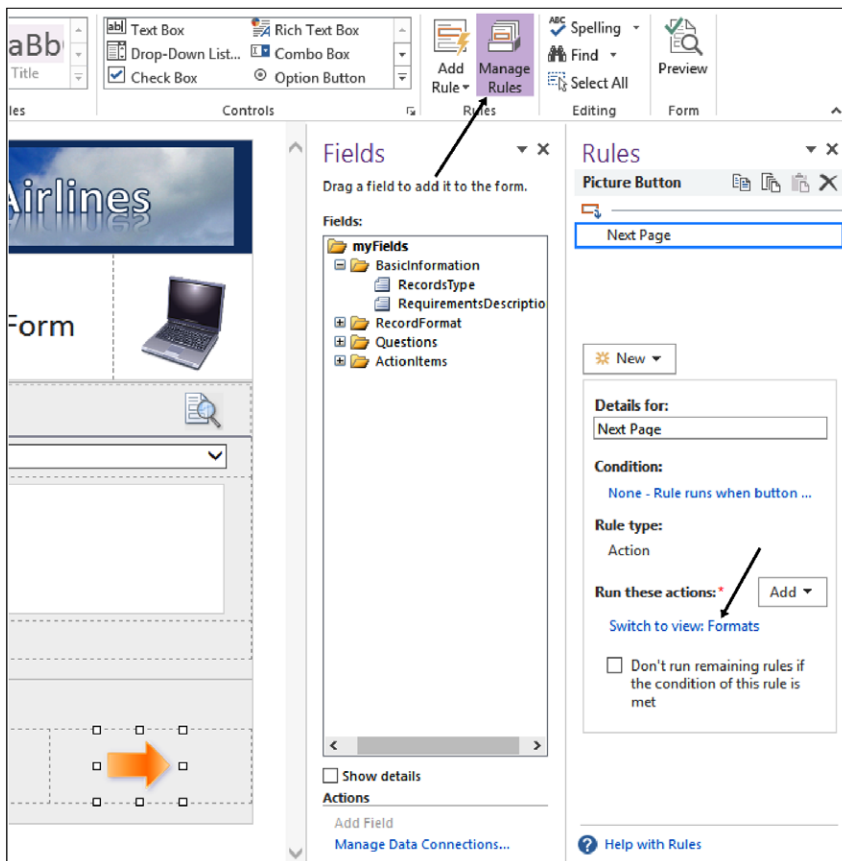 aBb
Title
les
Text Box
Rich Text Box
Drop-Down List...
Combo Box
Check Box
Option Button
Controls
Add
Rule
Manage
Rules
Rules
ABC
Spelling
Find
Select All
Editing
Preview
Form
Airlines
Form
Fields
Drag a field to add it to the form.
Fields:
myFields
BasicInformation
RecordsType
RequirementsDescriptio
RecordFormat
Questions
ActionItems
Show details
Actions
Add Field
Manage Data Connections...
Rules
Picture Button
Next Page
New
Details for:
Next Page
Condition:
None - Rule runs when button ...
Rule type:
Action
Run these actions:*
Add
Switch to view: Formats
Don't run remaining rules if
the condition of this rule is
met
Help with Rules